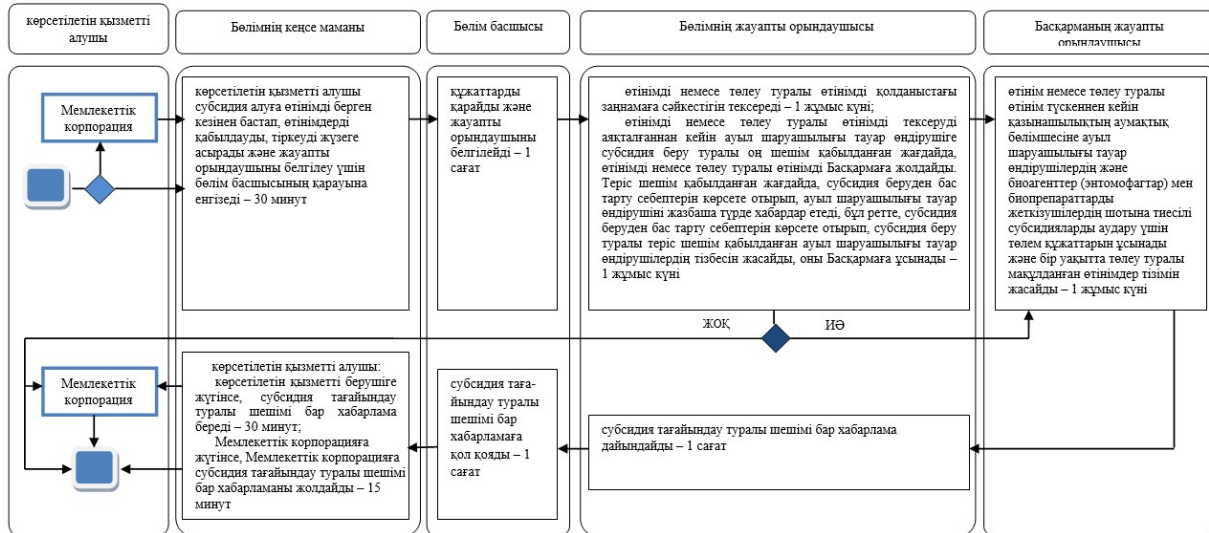 көрсетілетін қызметті
алушы
Бөлімнің кеңсе маманы
Бөлім басшысы
Бөлімнің жауапты орындаушысы
Басқарманың жауапты
орындаушысы
Мемлекеттік
корпорация
көрсетілетін қызметті алушы
субсидия алуға өтінімді берген
кезінен бастап, өтінімдерді
қабылдауды, тіркеуді жүзеге
асырады және жауапты
орындаушыны белгілеу үшін
бөлім басшысының қарауына
енгізеді – 30 минут
құжаттарды
қарайды және
жауапты
орындаушыны
белгілейді – 1
сағат
өтінімді немесе төлеу туралы өтінімді қолданыстағы
заңнамаға сәйкестігін тексереді – 1 жұмыс күні;
өтінімді немесе төлеу туралы өтінімді тексеруді
аяқталғаннан кейін ауыл шаруашылығы тауар өндірушіге
субсидия беру туралы оң шешім қабылданған жағдайда,
өтінімді немесе төлеу туралы өтінімді Басқармаға жолдайды.
Теріс шешім қабылданған жағдайда, субсидия беруден бас
тарту себептерін көрсете отырып, ауыл шаруашылығы тауар
өндірушіні жазбаша түрде хабардар етеді, бұл ретте, субсидия
беруден бас тарту себептерін көрсете отырып, субсидия беру
туралы теріс шешім қабылданған ауыл шаруашылығы тауар
өндірушілердің тізбесін жасайды, оны Басқармаға ұсынады –
1 жұмыс күні
өтінім немесе төлеу туралы
өтінім түскеннен кейін
қазынашылықтың аумақтық
бөлімшесіне ауыл
шаруашылығы тауар
өндірушілердің және
биоагенттер (энтомофагтар) мен
биопрепараттарды
жеткізушілердің шотына тиесілі
субсидияларды аудару үшін
төлем құжаттарын ұсынады
және бір уақытта төлеу туралы
мақұлданған өтінімдер тізімін
жасайды – 1 жұмыс күні
ЖОҚ
ИӘ
Мемлекеттік
корпорация
көрсетілетін қызметті алушы:
көрсетілетін қызметті берушіге
жүгінсе, субсидия тағайындау
туралы шешімі бар хабарлама
береді – 30 минут;
Мемлекеттік корпорацияға
жүгінсе, Мемлекеттік корпорацияға
субсидия тағайындау туралы шешімі
бар хабарламаны жолдайды – 15
минут
субсидия таға-
йындау туралы
шешімі бар
хабарламаға
қол қояды – 1
сағат
субсидия тағайындау туралы шешімі бар хабарлама
дайындайды – 1 сағат